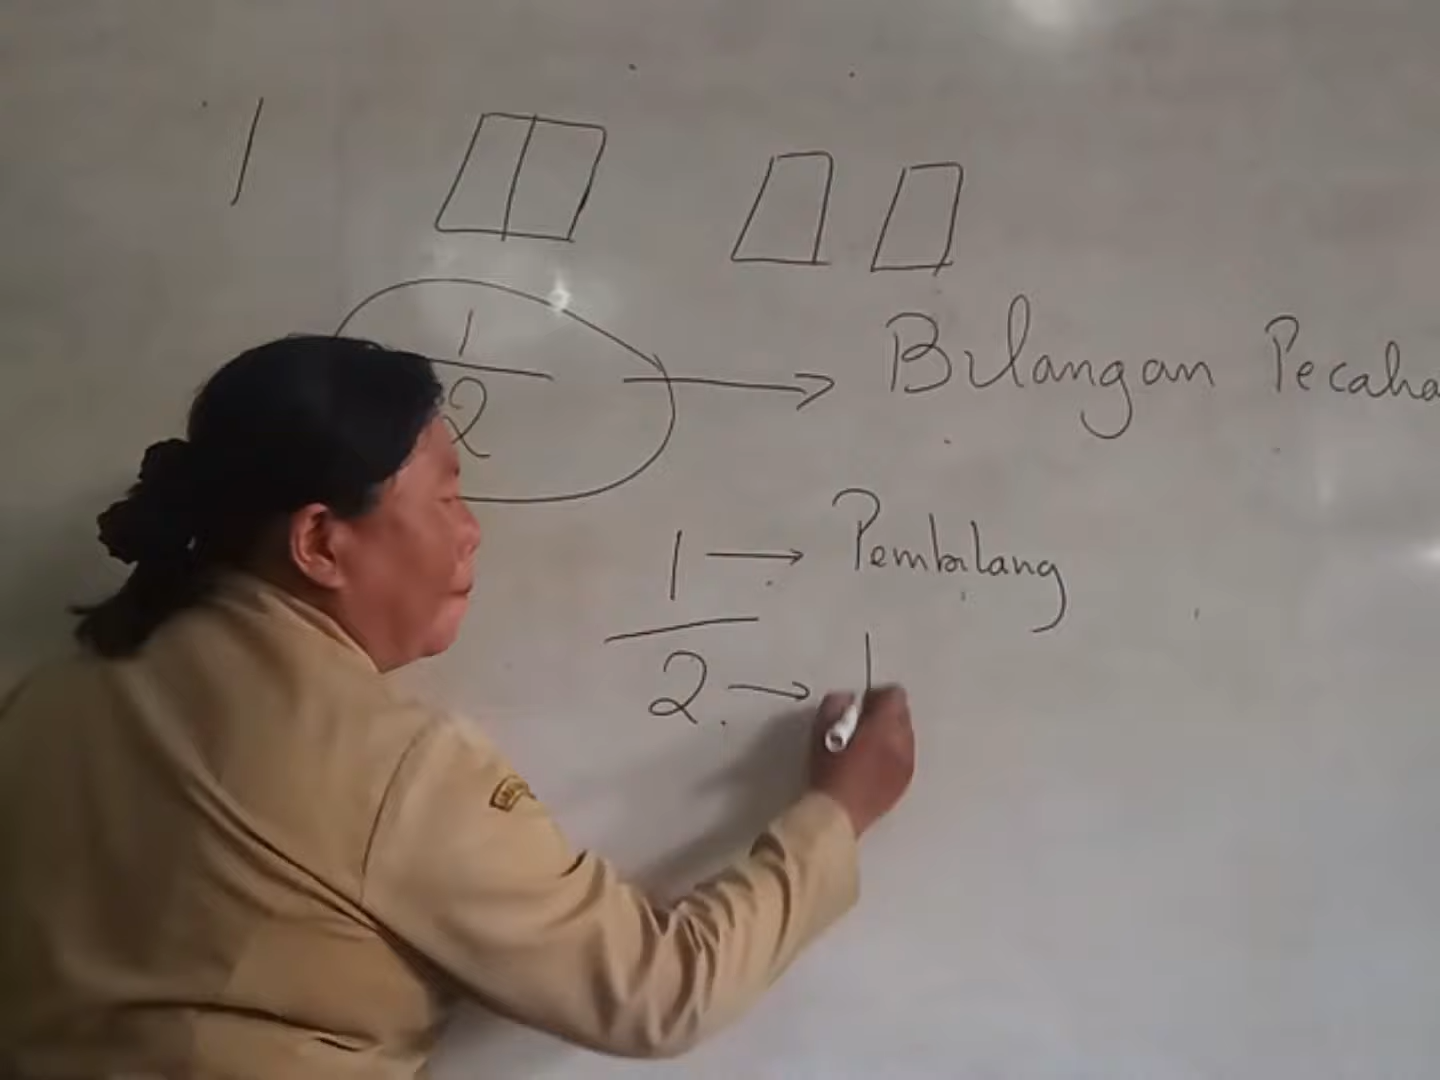 1
1
2
Bilangan Pecaha
1 → Pembilang
2 →